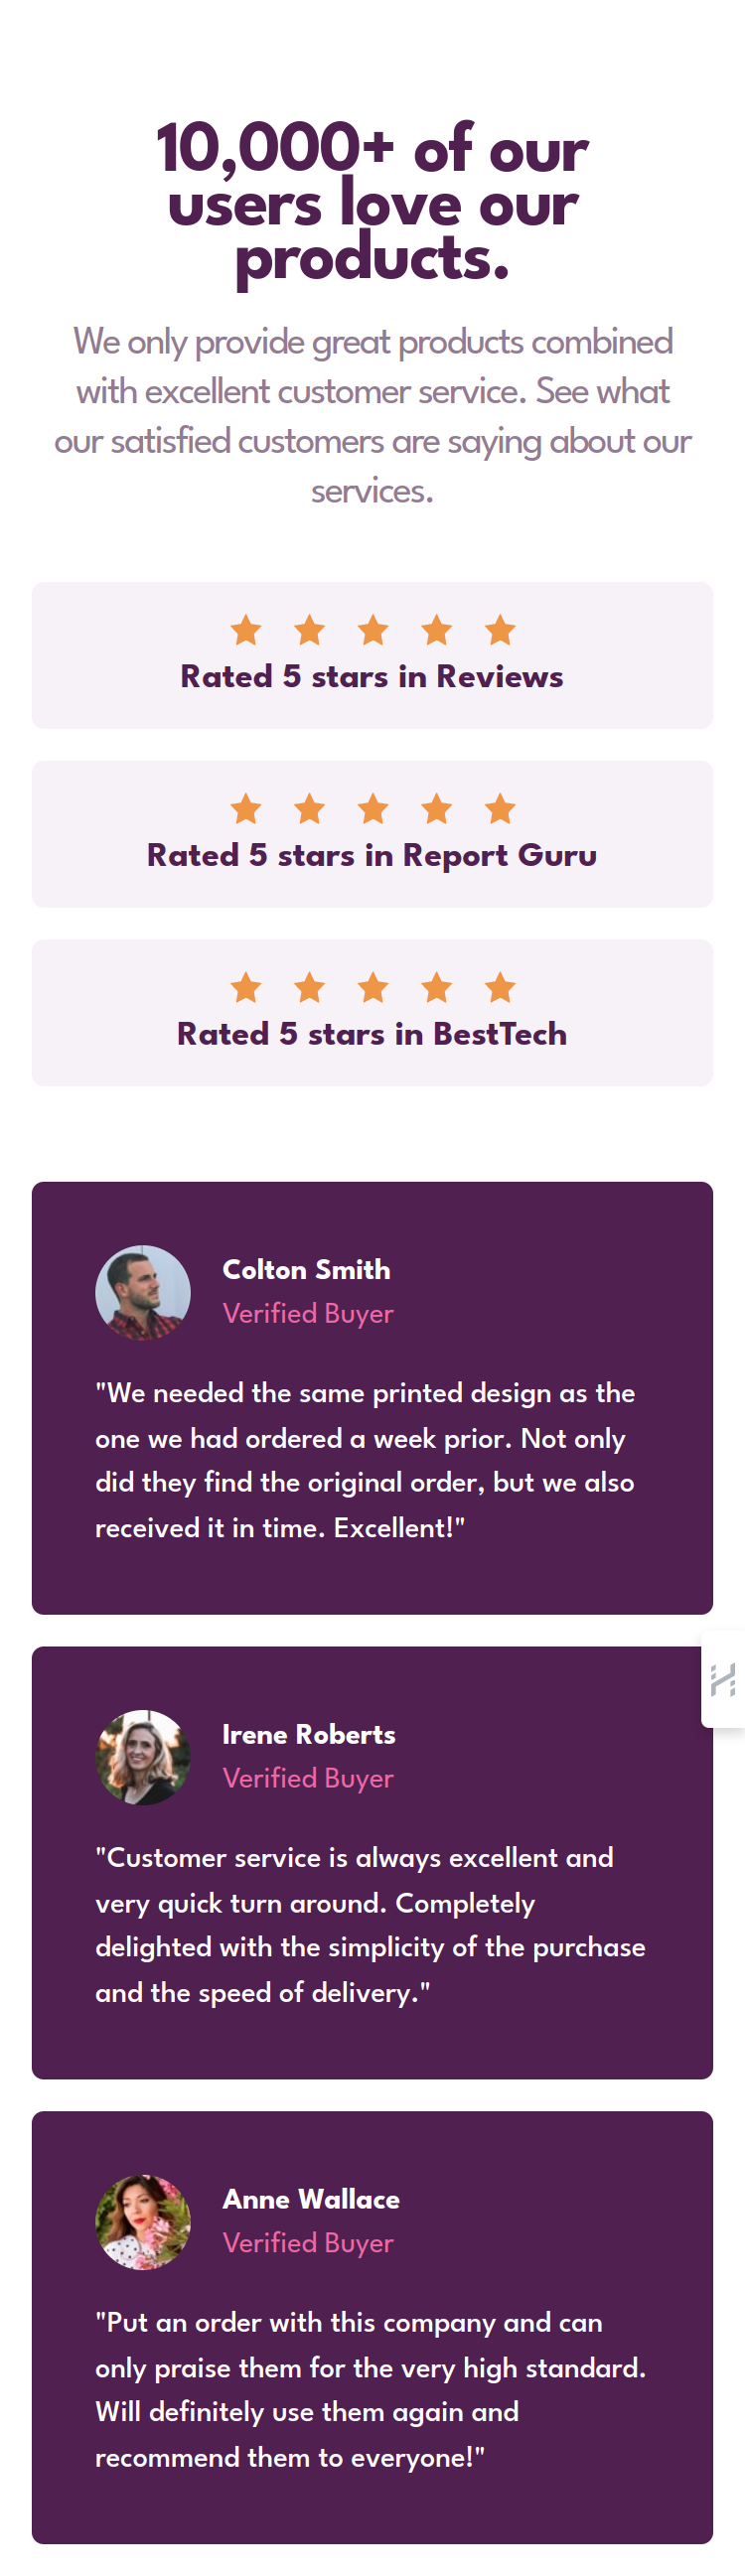 10,000+ of our
users love our
products.
We only provide great products combined
with excellent customer service. See what
our satisfied customers are saying about our
services.
Rated 5 stars in Reviews
Rated 5 stars in Report Guru
Rated 5 stars in BestTech
Colton Smith
Verified Buyer
"We needed the same printed design as the
one we had ordered a week prior. Not only
did they find the original order, but we also
received it in time. Excellent!"
Irene Roberts
Verified Buyer
"Customer service is always excellent and
very quick turn around. Completely
delighted with the simplicity of the purchase
and the speed of delivery."
Anne Wallace
Verified Buyer
"Put an order with this company and can
only praise them for the very high standard.
Will definitely use them again and
recommend them to everyone!"